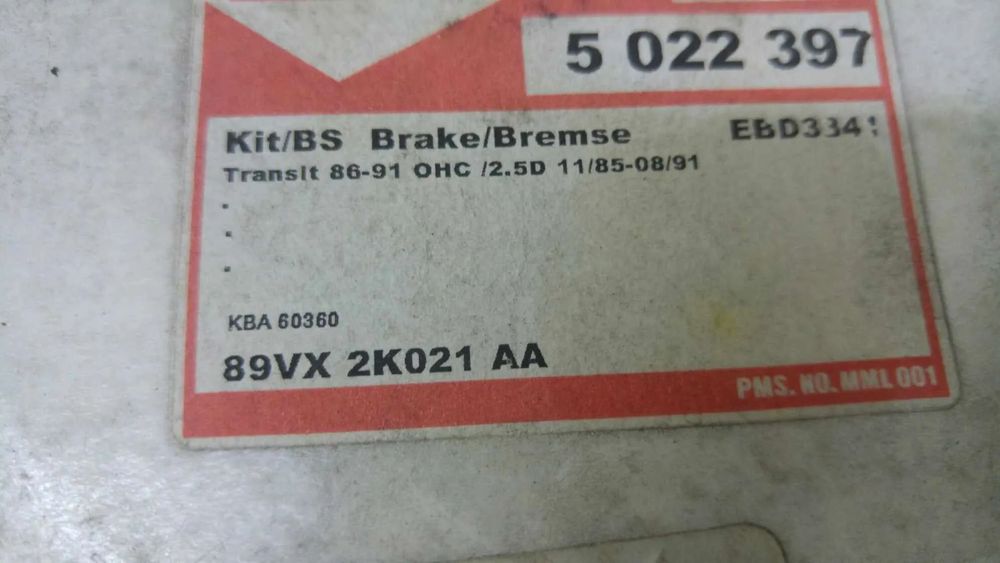 5 022 397
Kit/BS Brake/Bremse
Transit 86-91 OHC /2.5D 11/85-08/91
.
.
.
KBA 60360
89VX 2K021 AA
PMS. NO. MML 001